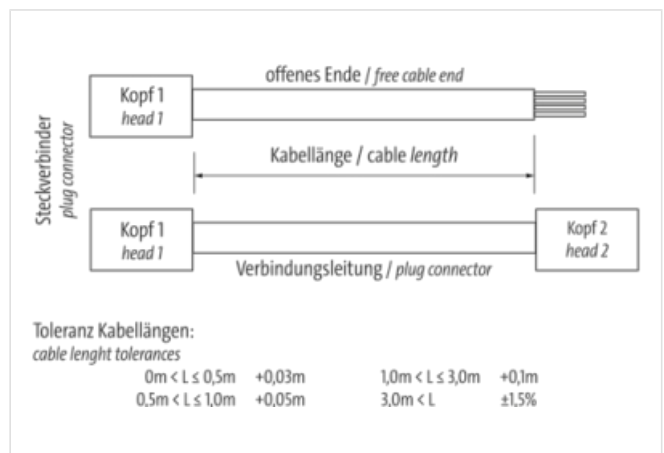 offenes Ende / free cable end
Kopf 1
head 1
Steckverbinder
plug connector
Kabellänge / cable length
Kopf 1
head 1
Kopf 2
head 2
Verbindungsleitung / plug connector
Toleranz Kabellängen:
cable lenght tolerances
0m < L ≤ 0,5m +0,03m 1,0m < L ≤ 3,0m +0,1m
0,5m < L ≤ 1,0m +0,05m 3,0m < L ±1,5%